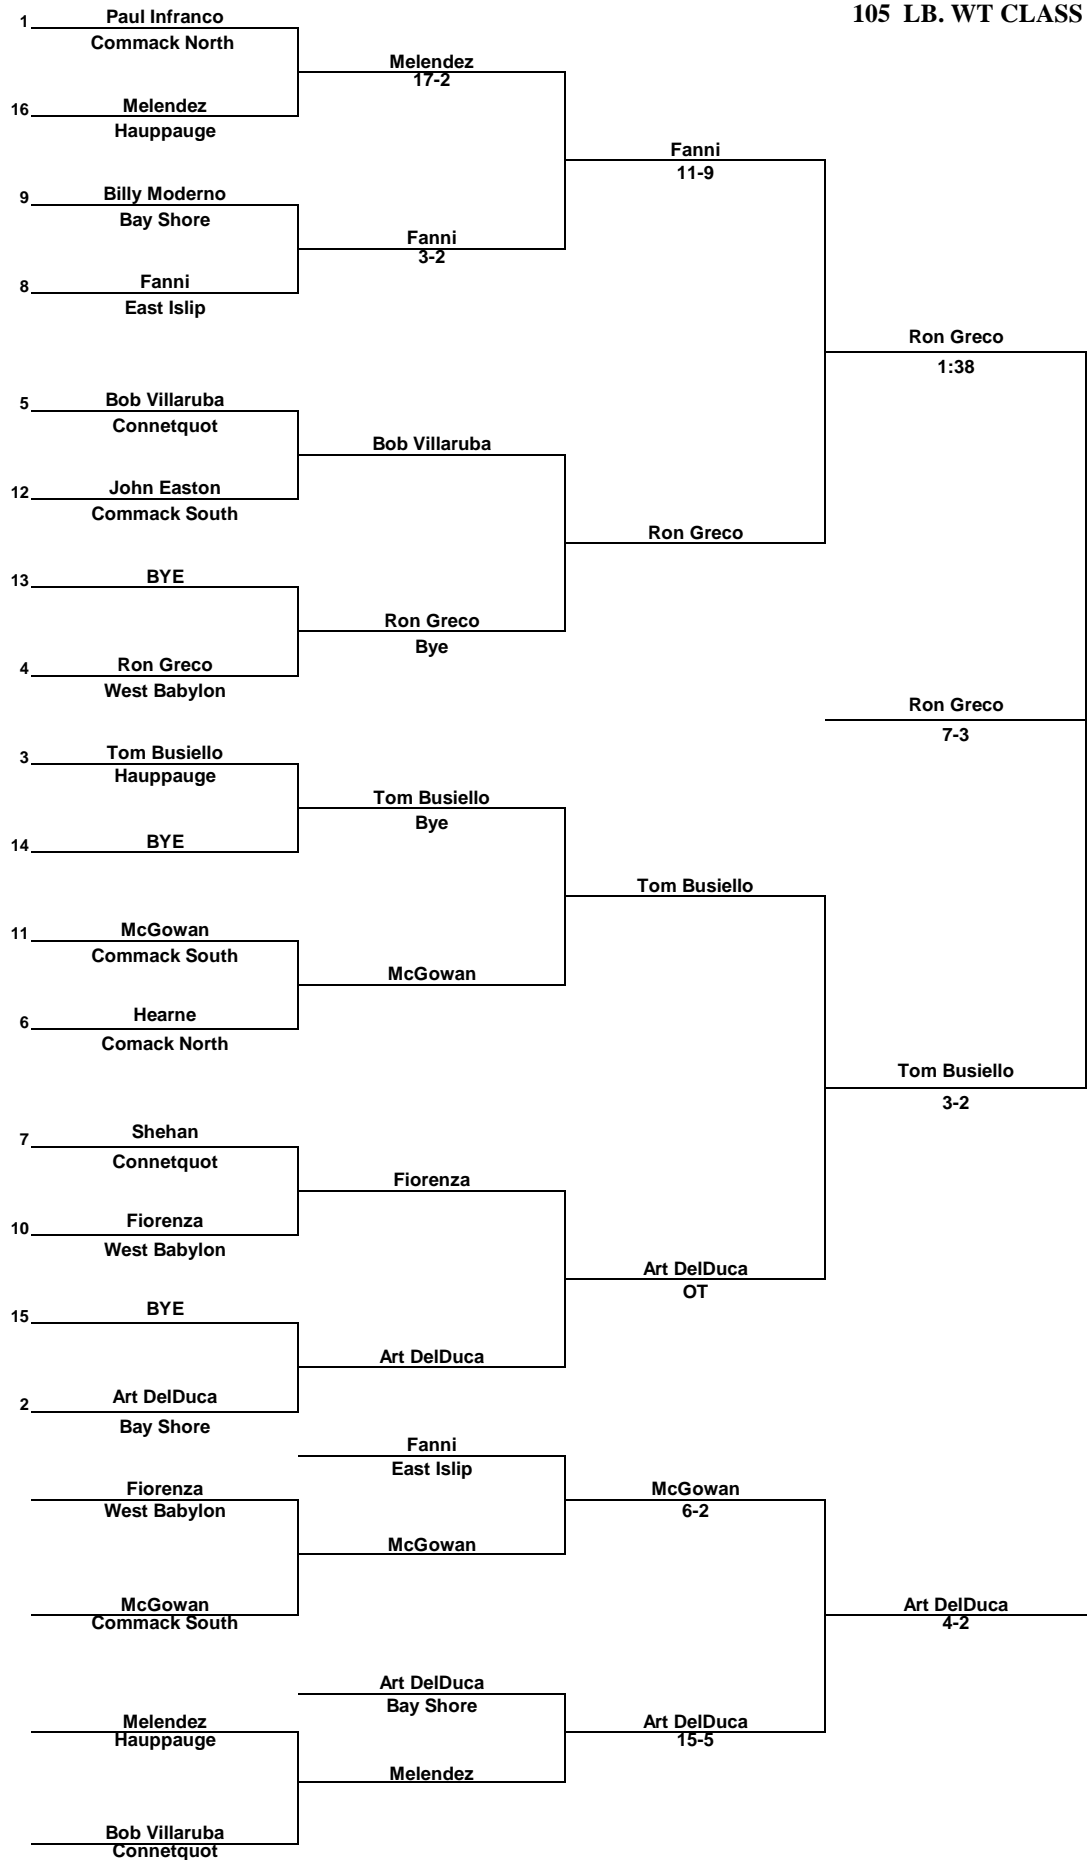 105 LB. WT CLASS
1 Paul Infranco
Commack North
Melendez
17-2
16 Melendez
Hauppauge
Fanni
11-9
9 Billy Moderno
Bay Shore
Fanni
3-2
8 Fanni
East Islip
Ron Greco
1:38
5 Bob Villaruba
Connetquot
Bob Villaruba
12 John Easton
Commack South
Ron Greco
13 BYE
Ron Greco
Bye
4 Ron Greco
West Babylon
Ron Greco
7-3
3 Tom Busiello
Hauppauge
Tom Busiello
Bye
14 BYE
Tom Busiello
11 McGowan
Commack South
McGowan
6 Hearne
Comack North
Tom Busiello
3-2
7 Shehan
Connetquot
Fiorenza
10 Fiorenza
West Babylon
Art DelDuca
OT
15 BYE
Art DelDuca
2 Art DelDuca
Bay Shore
Fanni
East Islip
Fiorenza
West Babylon
McGowan
6-2
McGowan
McGowan
Commack South
Art DelDuca
4-2
Art DelDuca
Bay Shore
Melendez
Hauppauge
Art DelDuca
15-5
Melendez
Bob Villaruba
Connetquot